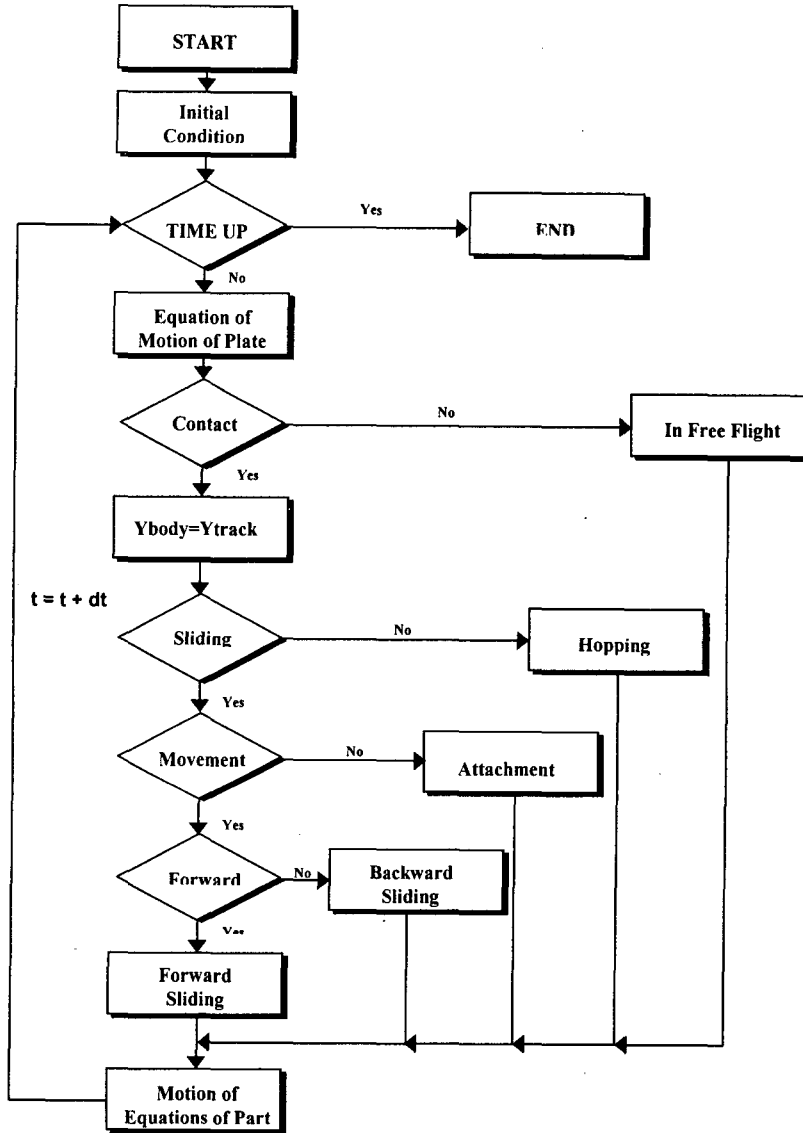 START
Initial
Condition
TIME UP
Yes
END
No
Equation of
Motion of Plate
Contact
No
In Free Flight
Yes
Ybody=Ytrack
t = t + dt
Sliding
No
Hopping
Yes
Movement
No
Attachment
Yes
Forward
No
Backward
Sliding
Yes
Forward
Sliding
Motion of
Equations of Part